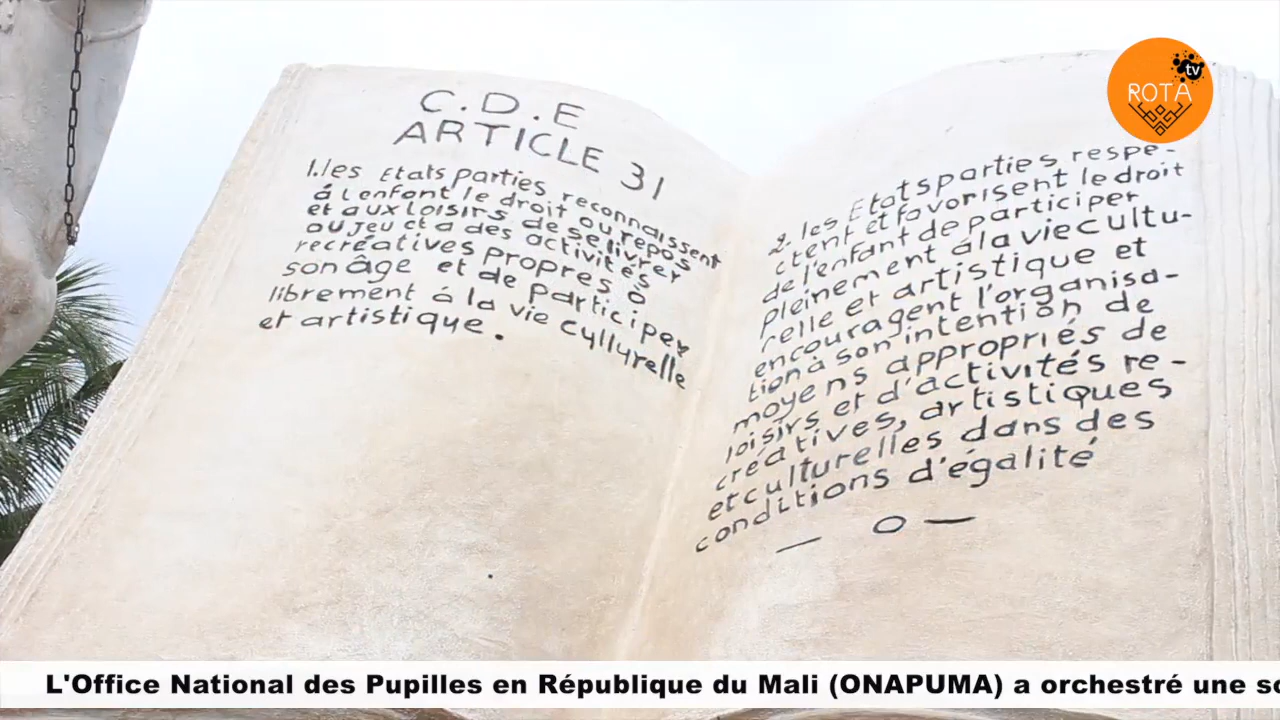 C.D.E
ARTICLE 31
1.les Etats parties reconnaissent
á l'enfant le droit ou repos
et aux loisirs de se livrer
ou jeu et a des activités
recréatives propres o
son âge et de participer
librement á la vie cyllyrelle
et artistique.
2. les Etats parties respe-
ctent et favorisent le droit
de l'enfant de participer
pleinement á la vie cultu-
relle et artistique et
encouragent l'organisa-
tion à son intention de
moyens appropriés de
loisirs et d'activités re-
créatives, artistiques
et culturelles dans des
conditions d'égalité
— O —
ROTA tv
L'Office National des Pupilles en République du Mali (ONAPUMA) a orchestré une so